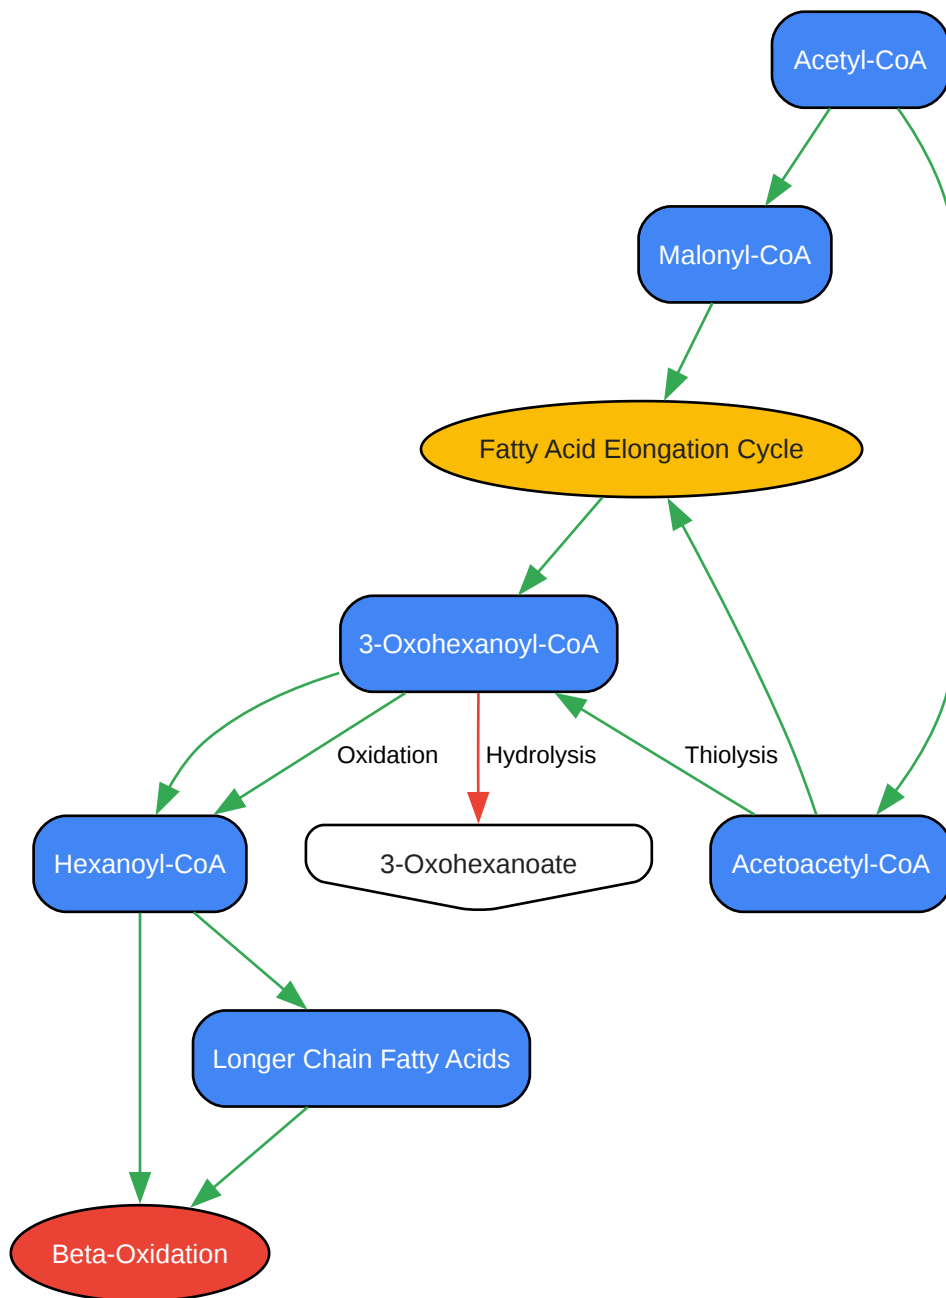 Acetyl-CoA
Malonyl-CoA
Fatty Acid Elongation Cycle
3-Oxohexanoyl-CoA
Oxidation
Hydrolysis
Thiolysis
Hexanoyl-CoA
3-Oxohexanoate
Acetoacetyl-CoA
Longer Chain Fatty Acids
Beta-Oxidation